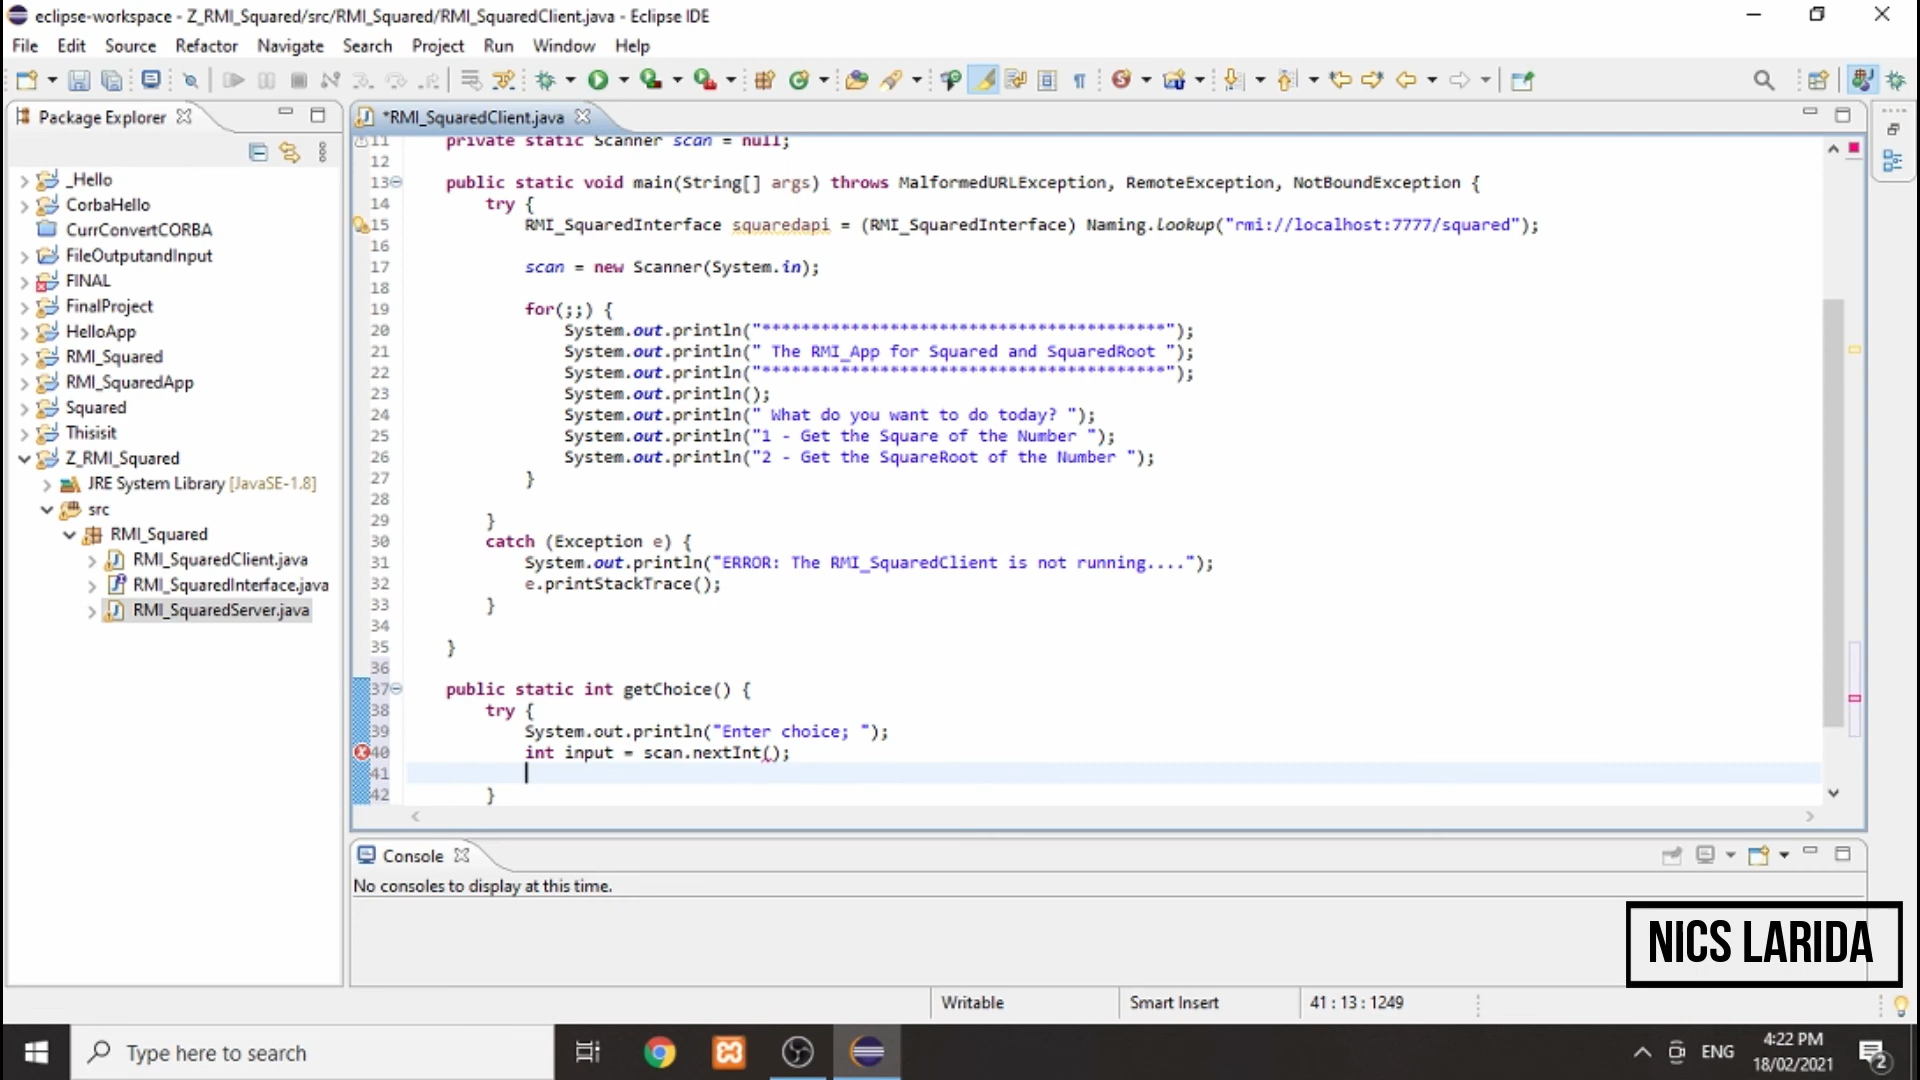 eclipse-workspace - Z_RMI_Squared/src/RMI_Squared/RMI_SquaredClient.java - Eclipse IDE
File Edit Source Refactor Navigate Search Project Run Window Help
Package Explorer
_Hello
CorbaHello
CurrConvertCORBA
FileOutputandInput
FINAL
FinalProject
HelloApp
RMI_Squared
RMI_SquaredApp
Squared
Thisisit
Z_RMI_Squared
JRE System Library [JavaSE-1.8]
src
RMI_Squared
RMI_SquaredClient.java
RMI_SquaredInterface.java
RMI_SquaredServer.java
*RMI_SquaredClient.java
11 private static Scanner scan = null;
12
13 public static void main(String[] args) throws MalformedURLException, RemoteException, NotBoundException {
14 try {
15 RMI_SquaredInterface squaredapi = (RMI_SquaredInterface) Naming.lookup("rmi://localhost:7777/squared");
16
17 scan = new Scanner(System.in);
18
19 for(;;) {
20 System.out.println("*****************************************");
21 System.out.println(" The RMI_App for Squared and SquaredRoot ");
22 System.out.println("*****************************************");
23 System.out.println();
24 System.out.println(" What do you want to do today? ");
25 System.out.println("1 - Get the Square of the Number ");
26 System.out.println("2 - Get the SquareRoot of the Number ");
27 }
28
29 }
30 catch (Exception e) {
31 System.out.println("ERROR: The RMI_SquaredClient is not running....");
32 e.printStackTrace();
33 }
34
35 }
36
37 public static int getChoice() {
38 try {
39 System.out.println("Enter choice; ");
40 int input = scan.nextInt();
41
42 }
Console
No consoles to display at this time.
NICS LARIDA
Writable Smart Insert 41 : 13 : 1249
Type here to search
ENG
4:22 PM
18/02/2021
2